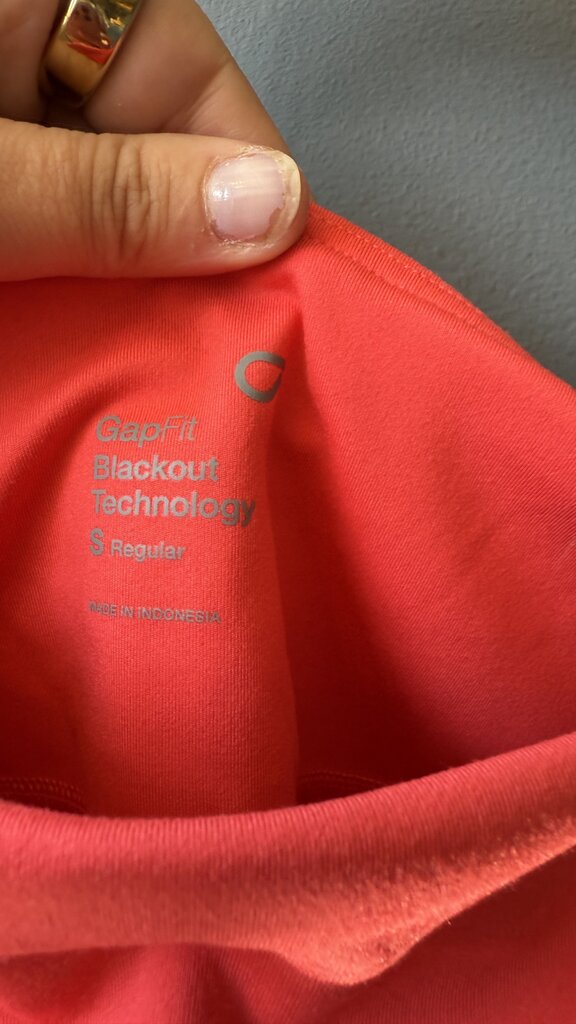 GapFit
Blackout
Technology
S Regular
MADE IN INDONESIA